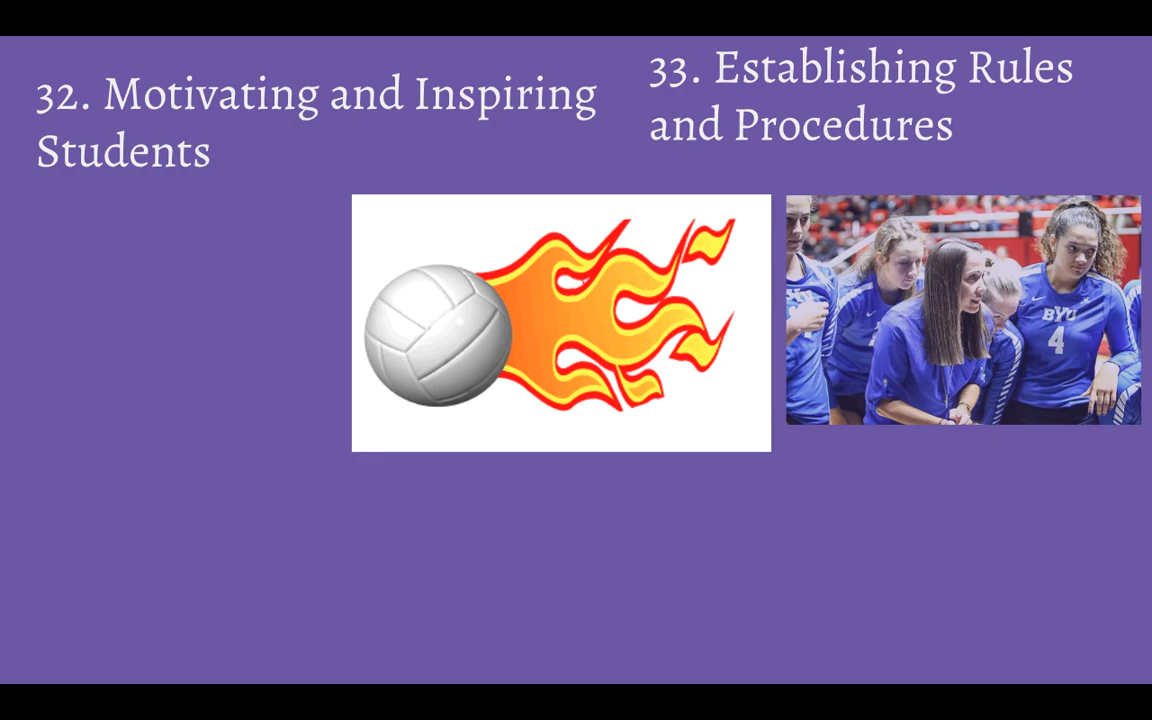 32. Motivating and Inspiring
Students
33. Establishing Rules
and Procedures
BYU
4